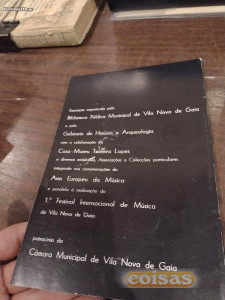 Exposição organizada pela
Biblioteca Pública Municipal de Vila Nova de Gaia
e pelo
Gabinete de História e Arqueologia
com a colaboração da
Casa-Museu Teixeira Lopes
e diversos artistas, Associações e Colecções particulares
integrada nas comemorações do
Ano Europeu da Música
e paralela à realização do
1.º Festival Internacional de Música
de Vila Nova de Gaia
patrocínio da
Câmara Municipal de Vila Nova de Gaia
coisas